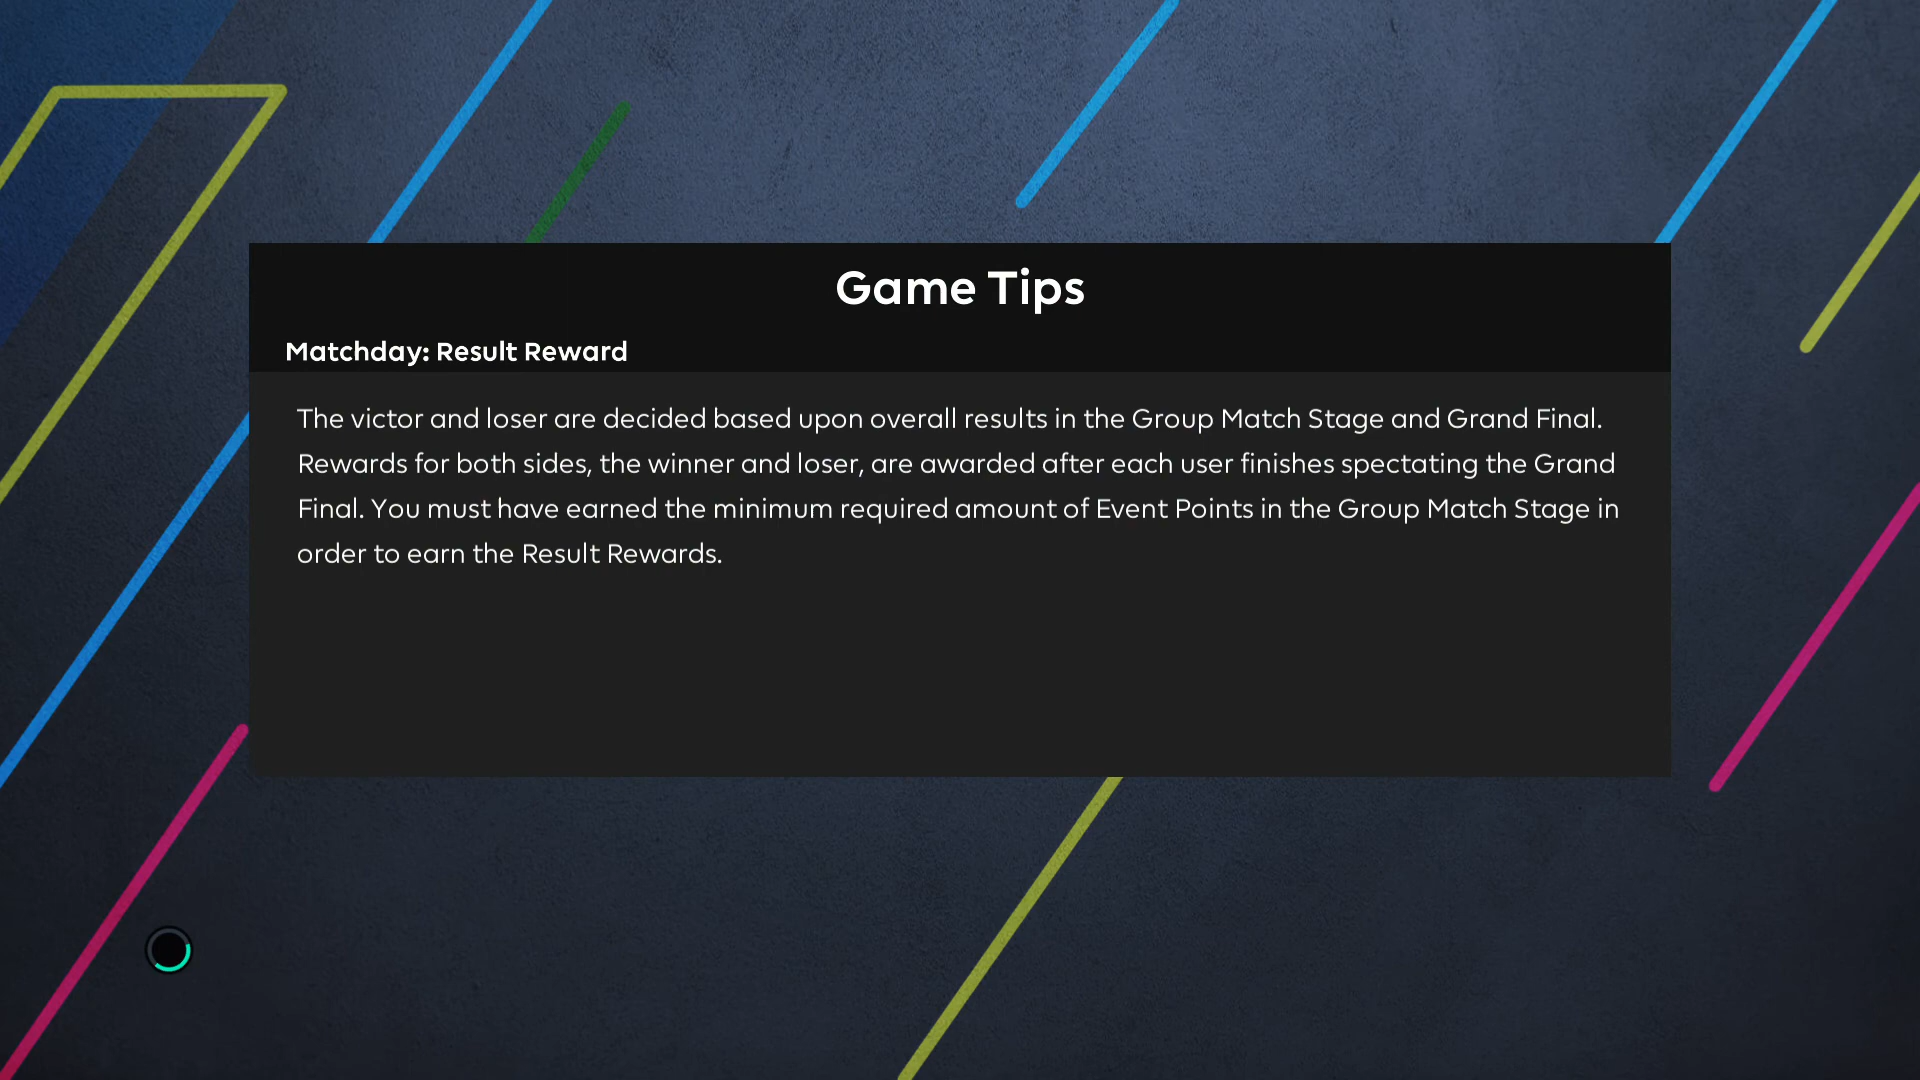 Game Tips
Matchday: Result Reward
The victor and loser are decided based upon overall results in the Group Match Stage and Grand Final.
Rewards for both sides, the winner and loser, are awarded after each user finishes spectating the Grand
Final. You must have earned the minimum required amount of Event Points in the Group Match Stage in
order to earn the Result Rewards.